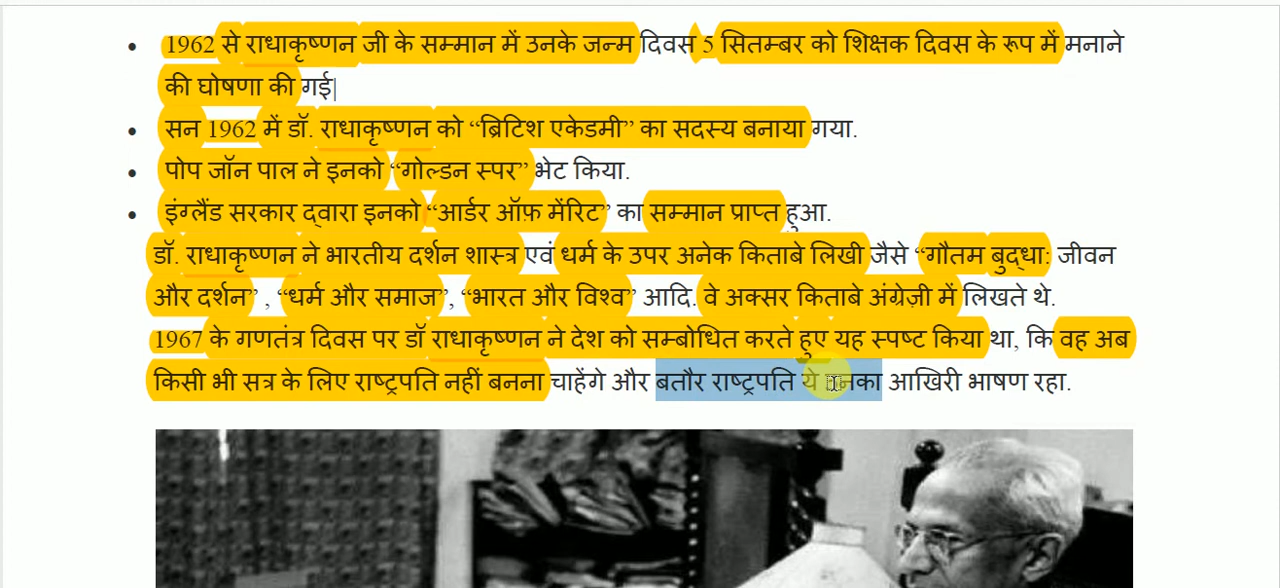 • 1962 से राधाकृष्णन जी के सम्मान में उनके जन्म दिवस 5 सितम्बर को शिक्षक दिवस के रूप में मनाने
की घोषणा की गई|
• सन 1962 में डॉ. राधाकृष्णन को “ब्रिटिश एकेडमी” का सदस्य बनाया गया.
• पोप जॉन पाल ने इनको “गोल्डन स्पर” भेट किया.
• इंग्लैंड सरकार द्वारा इनको “आर्डर ऑफ़ मेंरिट” का सम्मान प्राप्त हुआ.
डॉ. राधाकृष्णन ने भारतीय दर्शन शास्त्र एवं धर्म के उपर अनेक किताबे लिखी जैसे “गौतम बुद्धा: जीवन
और दर्शन” , “धर्म और समाज”, “भारत और विश्व” आदि. वे अक्सर किताबे अंग्रेज़ी में लिखते थे.
1967 के गणतंत्र दिवस पर डॉ राधाकृष्णन ने देश को सम्बोधित करते हुए यह स्पष्ट किया था, कि वह अब
किसी भी सत्र के लिए राष्ट्रपति नहीं बनना चाहेंगे और बतौर राष्ट्रपति ये उनका आखिरी भाषण रहा.